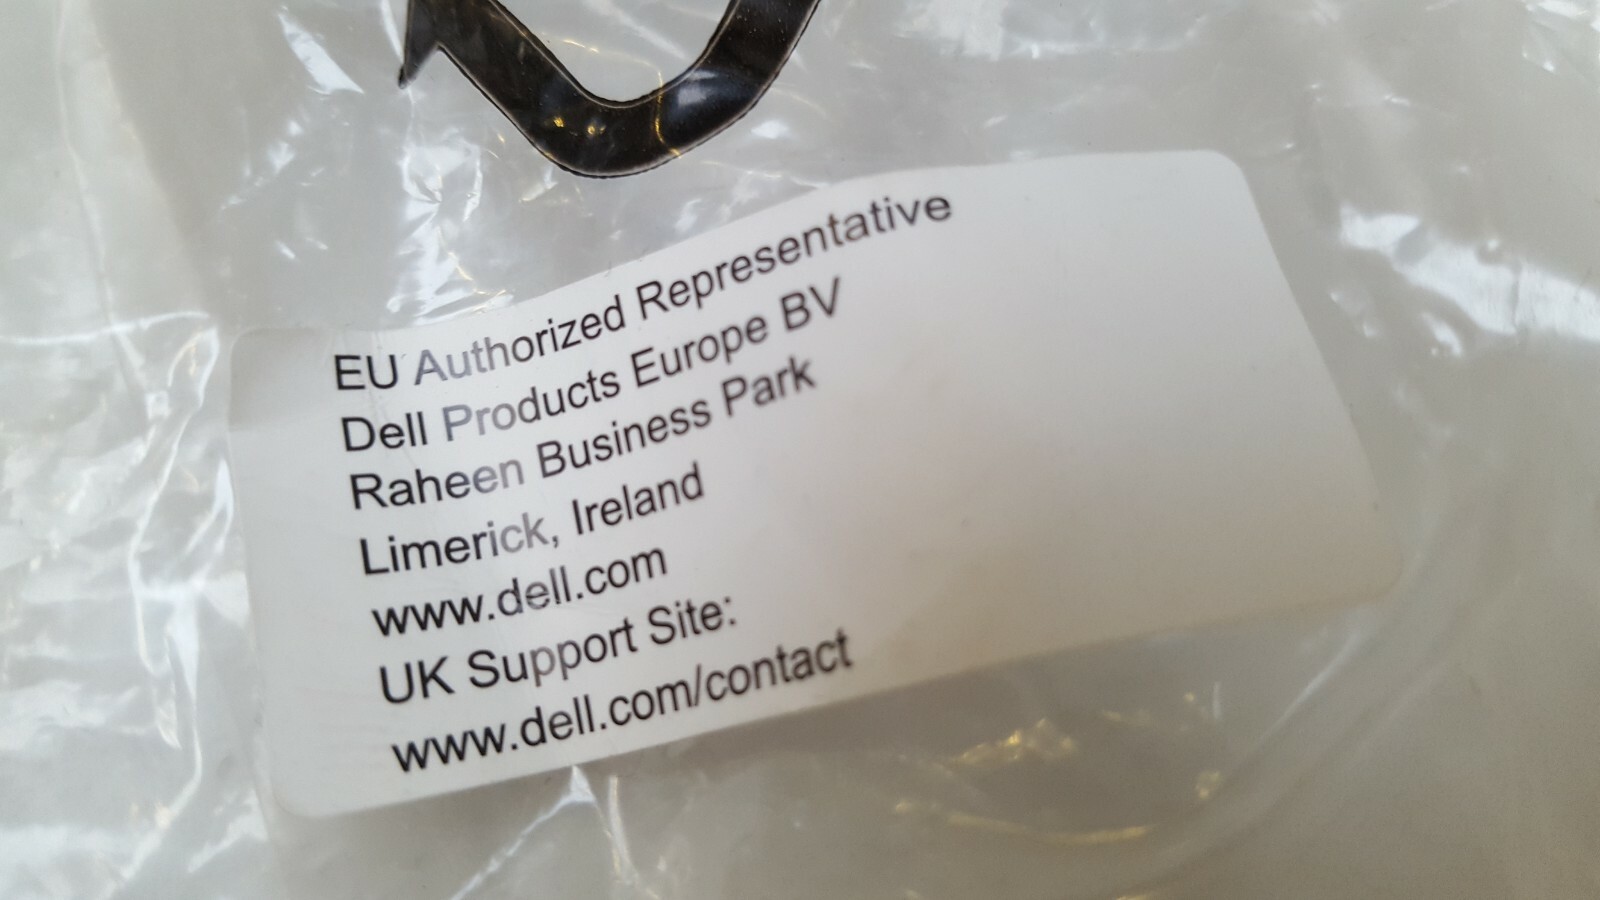 EU Authorized Representative
Dell Products Europe BV
Raheen Business Park
Limerick, Ireland
www.dell.com
UK Support Site:
www.dell.com/contact